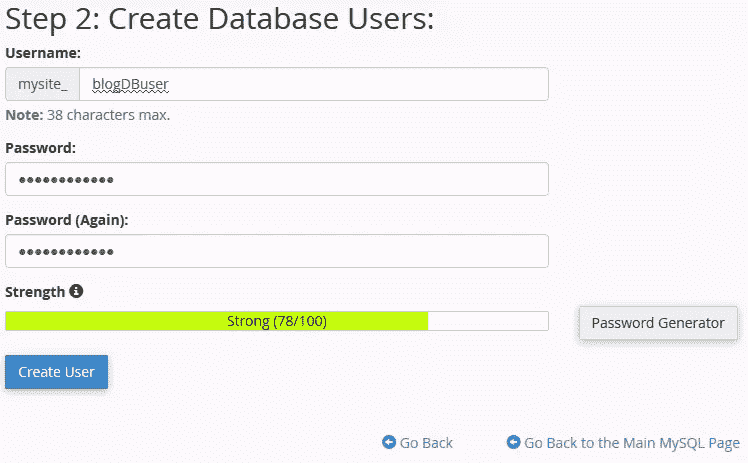 Step 2: Create Database Users:
Username:
mysite_ blogDBuser
Note: 38 characters max.
Password:
●●●●●●●●●●●●
Password (Again):
●●●●●●●●●●●●
Strength
Strong (78/100)
Password Generator
Create User
Go Back Go Back to the Main MySQL Page